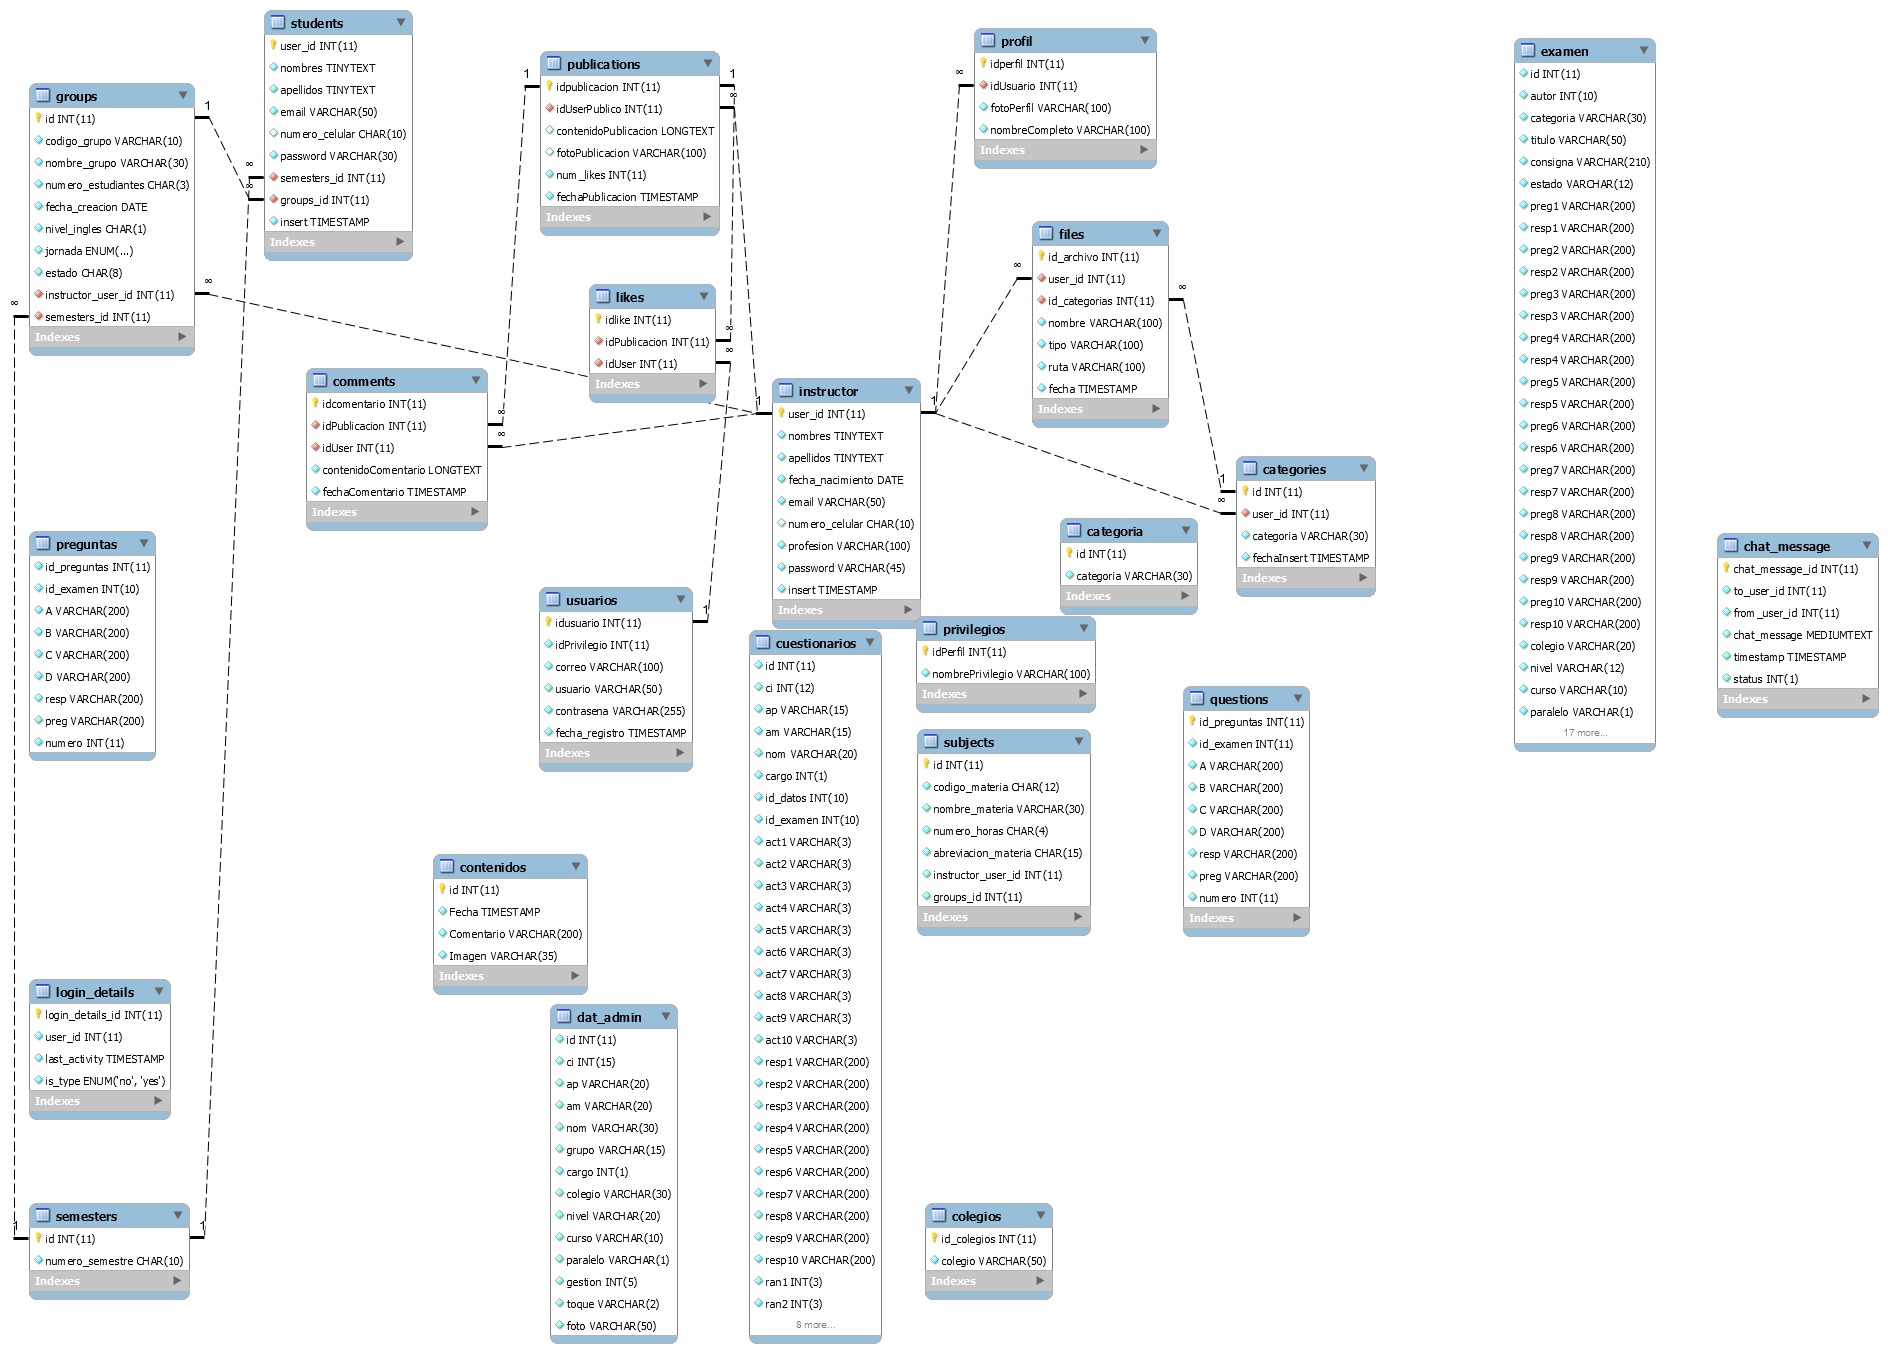 students
user_id INT(11)
nombres TINYTEXT
apellidos TINYTEXT
email VARCHAR(50)
numero_celular CHAR(10)
password VARCHAR(30)
semesters_id INT(11)
groups_id INT(11)
insert TIMESTAMP
Indexes
groups
id INT(11)
codigo_grupo VARCHAR(10)
nombre_grupo VARCHAR(30)
numero_estudiantes CHAR(3)
fecha_creacion DATE
nivel_ingles CHAR(1)
jornada ENUM(...)
estado CHAR(8)
instructor_user_id INT(11)
semesters_id INT(11)
Indexes
1
∞
∞
∞
∞
publications
idpublicacion INT(11)
idUserPublico INT(11)
contenidoPublicacion LONGTEXT
fotoPublicacion VARCHAR(100)
num_likes INT(11)
fechaPublicacion TIMESTAMP
Indexes
1
1
∞
profil
idperfil INT(11)
idUsuario INT(11)
fotoPerfil VARCHAR(100)
nombreCompleto VARCHAR(100)
Indexes
∞
files
id_archivo INT(11)
user_id INT(11)
id_categorias INT(11)
nombre VARCHAR(100)
tipo VARCHAR(100)
ruta VARCHAR(100)
fecha TIMESTAMP
Indexes
∞
∞
likes
idlike INT(11)
idPublicacion INT(11)
idUser INT(11)
Indexes
∞
∞
comments
idcomentario INT(11)
idPublicacion INT(11)
idUser INT(11)
contenidoComentario LONGTEXT
fechaComentario TIMESTAMP
Indexes
∞
∞
instructor
user_id INT(11)
nombres TINYTEXT
apellidos TINYTEXT
fecha_nacimiento DATE
email VARCHAR(50)
numero_celular CHAR(10)
profesion VARCHAR(100)
password VARCHAR(45)
insert TIMESTAMP
Indexes
1
1
categories
id INT(11)
user_id INT(11)
categoria VARCHAR(30)
fechaInsert TIMESTAMP
Indexes
1
∞
categoria
id INT(11)
categoria VARCHAR(30)
Indexes
examen
id INT(11)
autor INT(10)
categoria VARCHAR(30)
titulo VARCHAR(50)
consigna VARCHAR(210)
estado VARCHAR(12)
preg1 VARCHAR(200)
resp1 VARCHAR(200)
preg2 VARCHAR(200)
resp2 VARCHAR(200)
preg3 VARCHAR(200)
resp3 VARCHAR(200)
preg4 VARCHAR(200)
resp4 VARCHAR(200)
preg5 VARCHAR(200)
resp5 VARCHAR(200)
preg6 VARCHAR(200)
resp6 VARCHAR(200)
preg7 VARCHAR(200)
resp7 VARCHAR(200)
preg8 VARCHAR(200)
resp8 VARCHAR(200)
preg9 VARCHAR(200)
resp9 VARCHAR(200)
preg10 VARCHAR(200)
resp10 VARCHAR(200)
colegio VARCHAR(20)
nivel VARCHAR(12)
curso VARCHAR(10)
paralelo VARCHAR(1)
17 more...
chat_message
chat_message_id INT(11)
to_user_id INT(11)
from_user_id INT(11)
chat_message MEDIUMTEXT
timestamp TIMESTAMP
status INT(1)
Indexes
preguntas
id_preguntas INT(11)
id_examen INT(10)
A VARCHAR(200)
B VARCHAR(200)
C VARCHAR(200)
D VARCHAR(200)
resp VARCHAR(200)
preg VARCHAR(200)
numero INT(11)
usuarios
idusuario INT(11)
idPrivilegio INT(11)
correo VARCHAR(100)
usuario VARCHAR(50)
contrasena VARCHAR(255)
fecha_registro TIMESTAMP
Indexes
1
cuestionarios
id INT(11)
ci INT(12)
ap VARCHAR(15)
am VARCHAR(15)
nom VARCHAR(20)
cargo INT(1)
id_datos INT(10)
id_examen INT(10)
act1 VARCHAR(3)
act2 VARCHAR(3)
act3 VARCHAR(3)
act4 VARCHAR(3)
act5 VARCHAR(3)
act6 VARCHAR(3)
act7 VARCHAR(3)
act8 VARCHAR(3)
act9 VARCHAR(3)
act10 VARCHAR(3)
resp1 VARCHAR(200)
resp2 VARCHAR(200)
resp3 VARCHAR(200)
resp4 VARCHAR(200)
resp5 VARCHAR(200)
resp6 VARCHAR(200)
resp7 VARCHAR(200)
resp8 VARCHAR(200)
resp9 VARCHAR(200)
resp10 VARCHAR(200)
ran1 INT(3)
ran2 INT(3)
8 more...
privilegios
idPerfil INT(11)
nombrePrivilegio VARCHAR(100)
Indexes
subjects
id INT(11)
codigo_materia CHAR(12)
nombre_materia VARCHAR(30)
numero_horas CHAR(4)
abreviacion_materia CHAR(15)
instructor_user_id INT(11)
groups_id INT(11)
Indexes
questions
id_preguntas INT(11)
id_examen INT(11)
A VARCHAR(200)
B VARCHAR(200)
C VARCHAR(200)
D VARCHAR(200)
resp VARCHAR(200)
preg VARCHAR(200)
numero INT(11)
Indexes
contenidos
id INT(11)
Fecha TIMESTAMP
Comentario VARCHAR(200)
Imagen VARCHAR(35)
Indexes
login_details
login_details_id INT(11)
user_id INT(11)
last_activity TIMESTAMP
is_type ENUM('no', 'yes')
Indexes
dat_admin
id INT(11)
ci INT(15)
ap VARCHAR(20)
am VARCHAR(20)
nom VARCHAR(30)
grupo VARCHAR(15)
cargo INT(1)
colegio VARCHAR(30)
nivel VARCHAR(20)
curso VARCHAR(10)
paralelo VARCHAR(1)
gestion INT(5)
toque VARCHAR(2)
foto VARCHAR(50)
semesters
id INT(11)
numero_semestre CHAR(10)
Indexes
1
1
colegios
id_colegios INT(11)
colegio VARCHAR(50)
Indexes